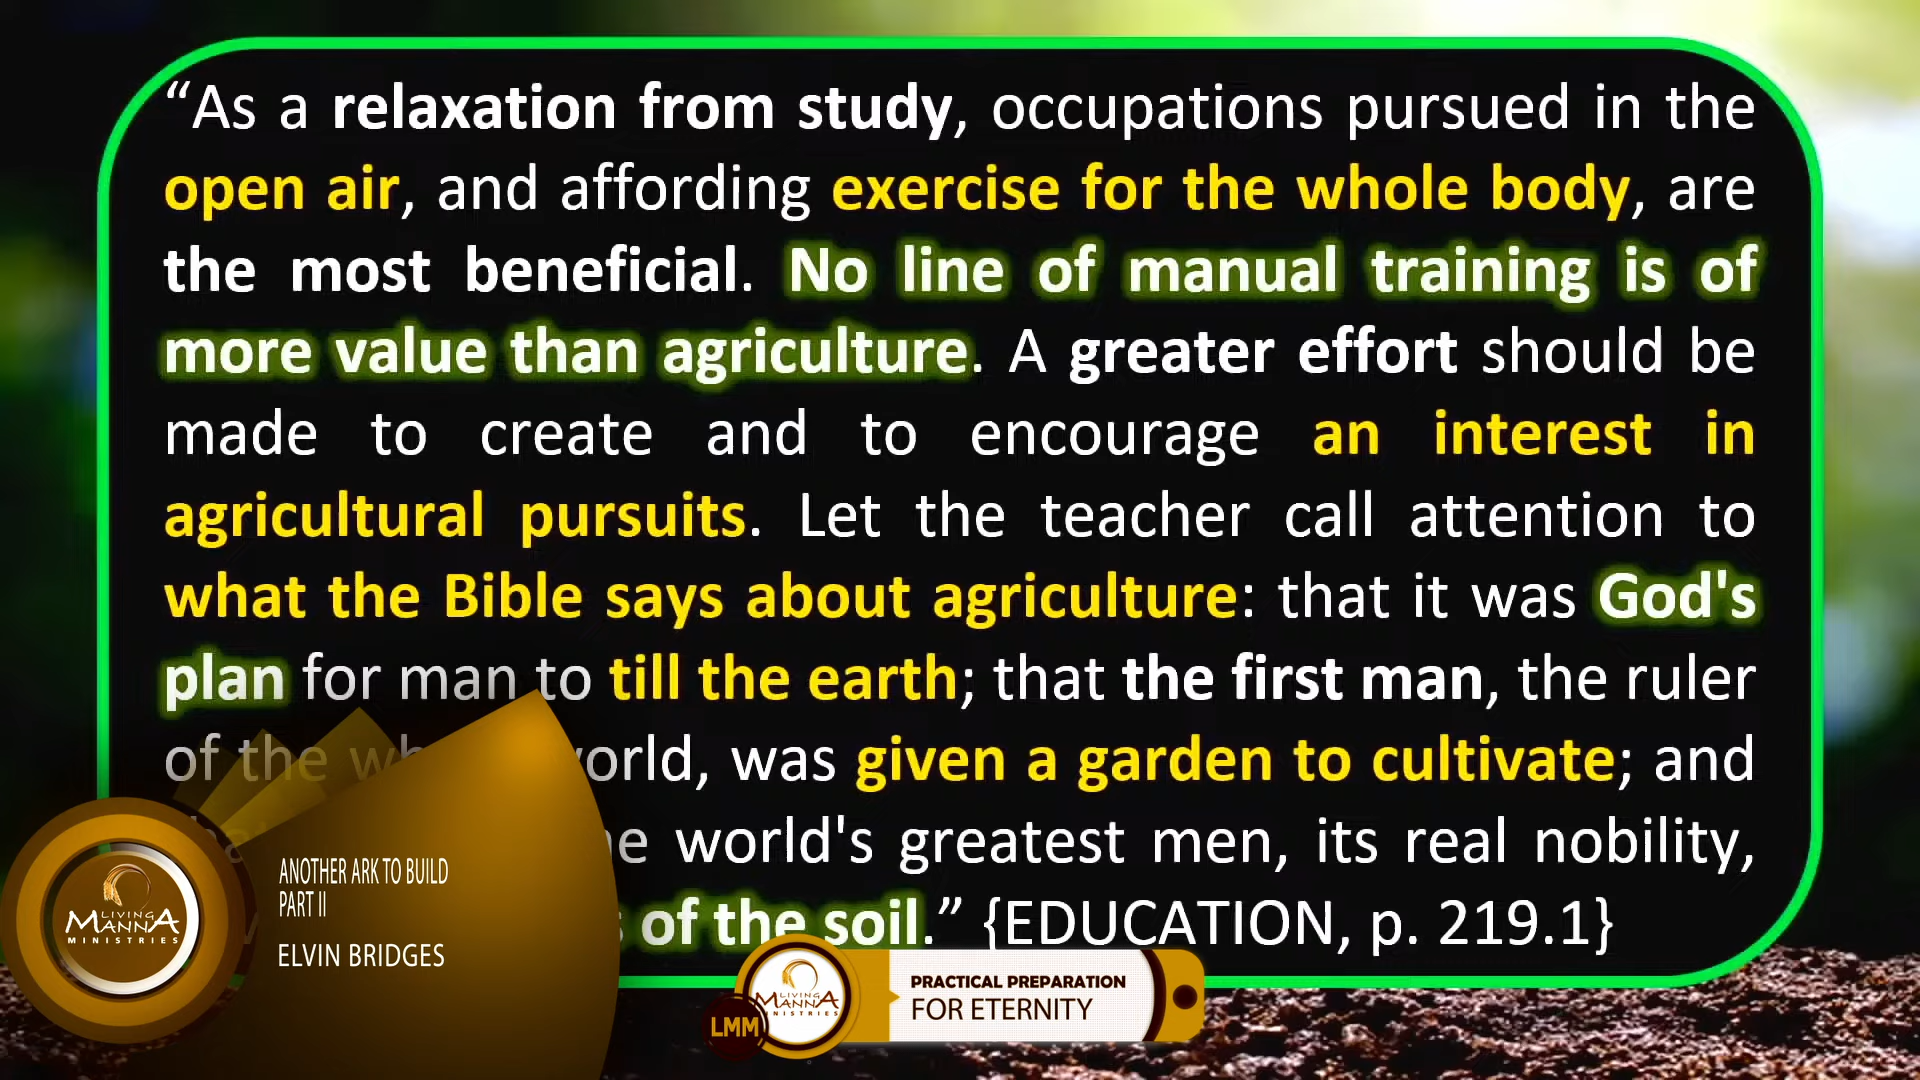 “As a relaxation from study, occupations pursued in the
open air, and affording exercise for the whole body, are
the most beneficial. No line of manual training is of
more value than agriculture. A greater effort should be
made to create and to encourage an interest in
agricultural pursuits. Let the teacher call attention to
what the Bible says about agriculture: that it was God's
plan for man to till the earth; that the first man, the ruler
of the world, was given a garden to cultivate; and
world's greatest men, its real nobility,
of the soil.” {EDUCATION, p. 219.1}
ANOTHER ARK TO BUILD
PART II
ELVIN BRIDGES
LIVING
MANNA
MINISTRIES
LIVING
MANNA
MINISTRIES
LMM
PRACTICAL PREPARATION
FOR ETERNITY